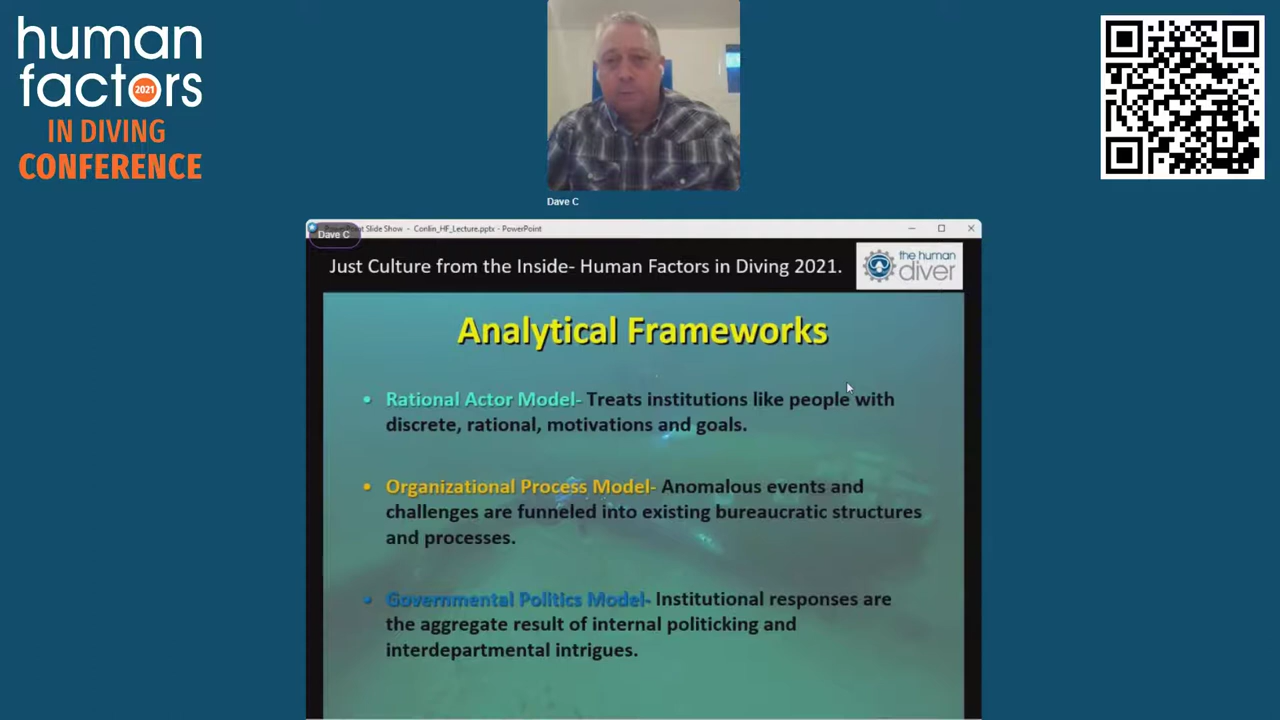 human
factors
2021
IN DIVING
CONFERENCE
Dave C
Dave C
Slide Show - Conlin_HF_Lecture.pptx - PowerPoint
Just Culture from the Inside- Human Factors in Diving 2021.
the human
diver
Analytical Frameworks
• Rational Actor Model- Treats institutions like people with
discrete, rational, motivations and goals.
• Organizational Process Model- Anomalous events and
challenges are funneled into existing bureaucratic structures
and processes.
• Governmental Politics Model- Institutional responses are
the aggregate result of internal politicking and
interdepartmental intrigues.